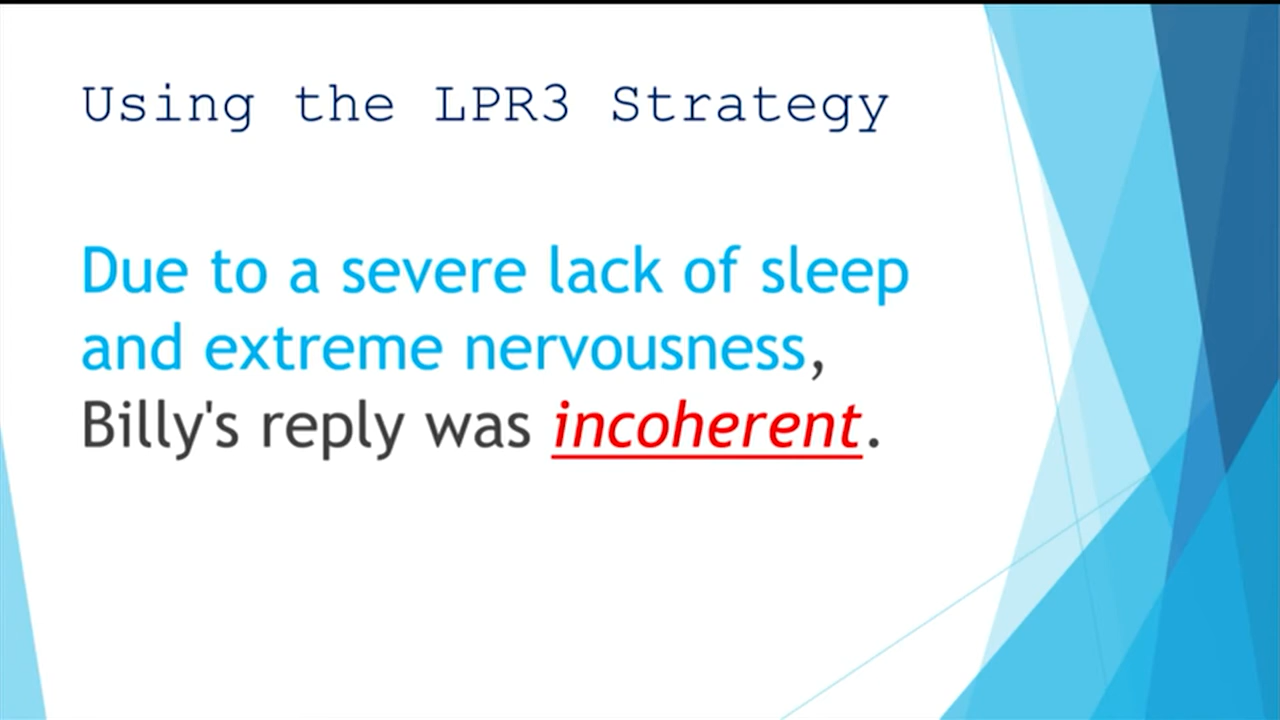 Using the LPR3 Strategy
Due to a severe lack of sleep
and extreme nervousness,
Billy's reply was incoherent.